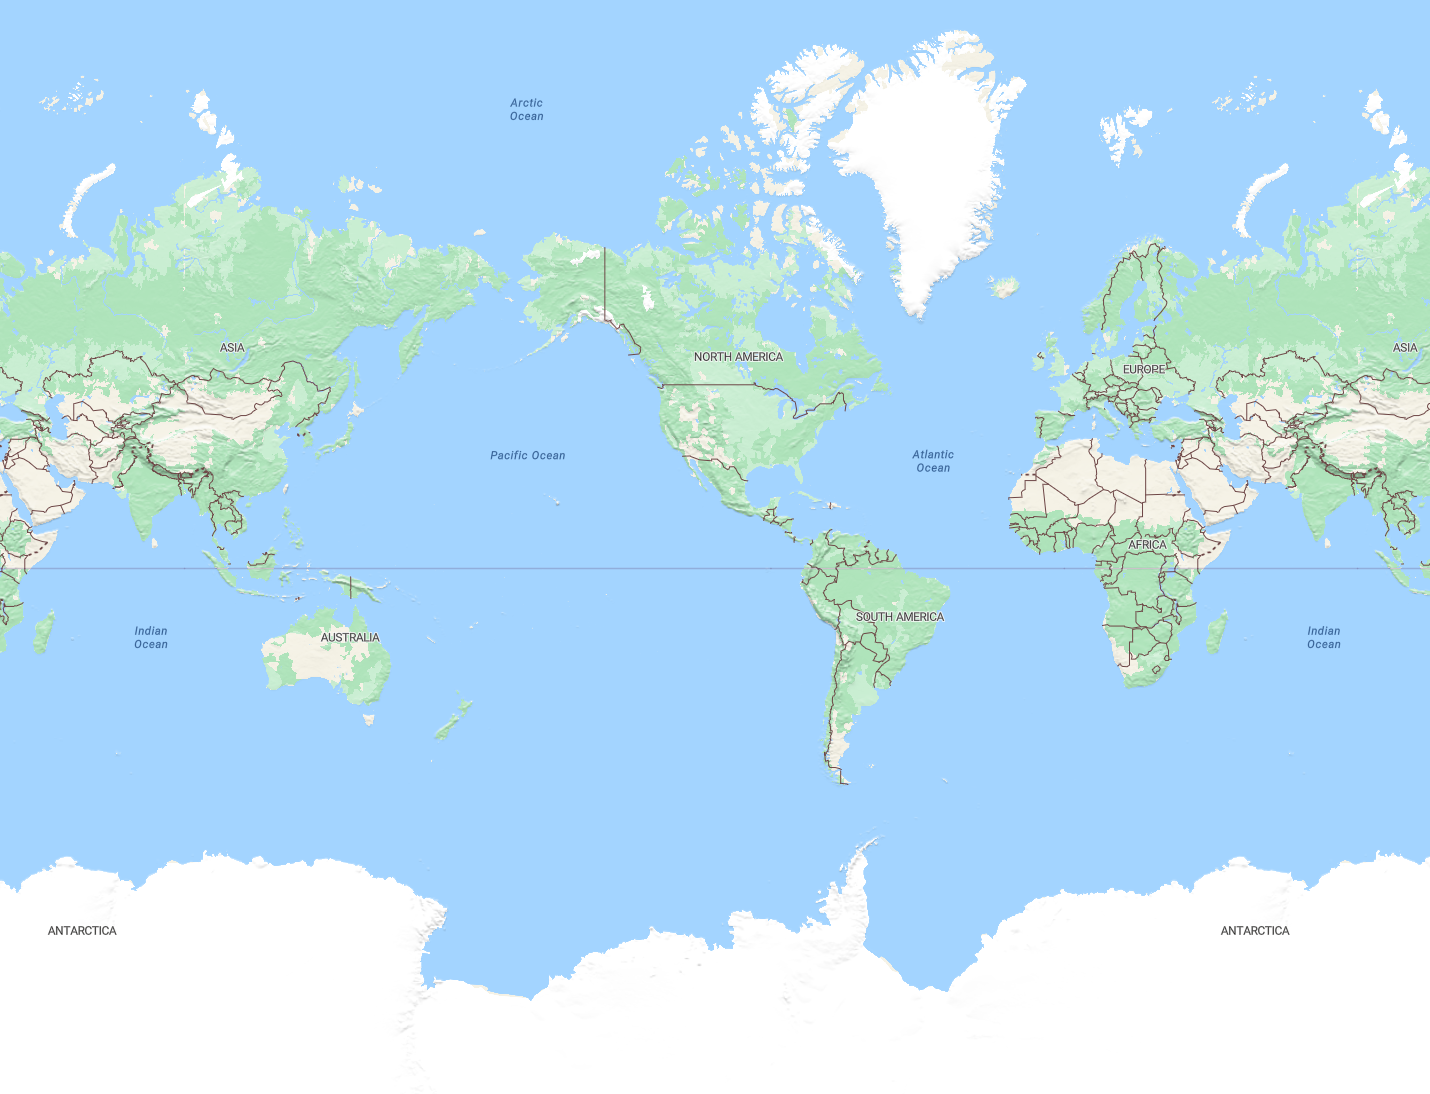 Arctic
Ocean
ASIA
NORTH AMERICA
EUROPE
ASIA
Pacific Ocean
Atlantic
Ocean
AFRICA
Indian
Ocean
AUSTRALIA
SOUTH AMERICA
Indian
Ocean
ANTARCTICA
ANTARCTICA